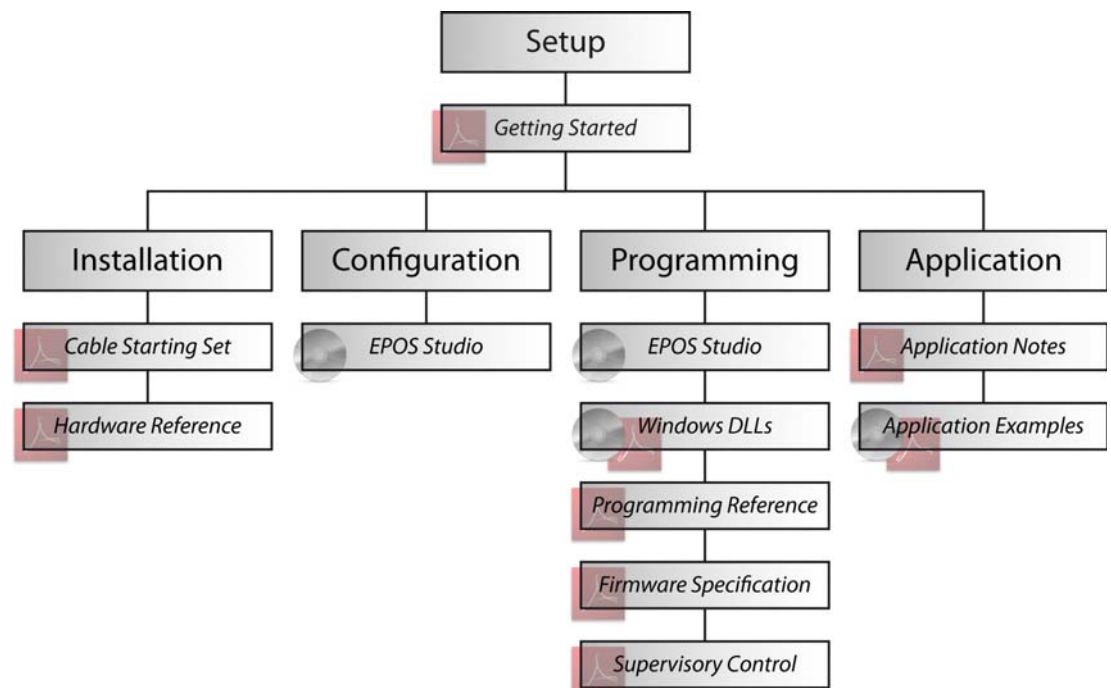 Setup
Getting Started
Installation
Configuration
Programming
Application
Cable Starting Set
EPOS Studio
EPOS Studio
Application Notes
Hardware Reference
Windows DLLs
Application Examples
Programming Reference
Firmware Specification
Supervisory Control